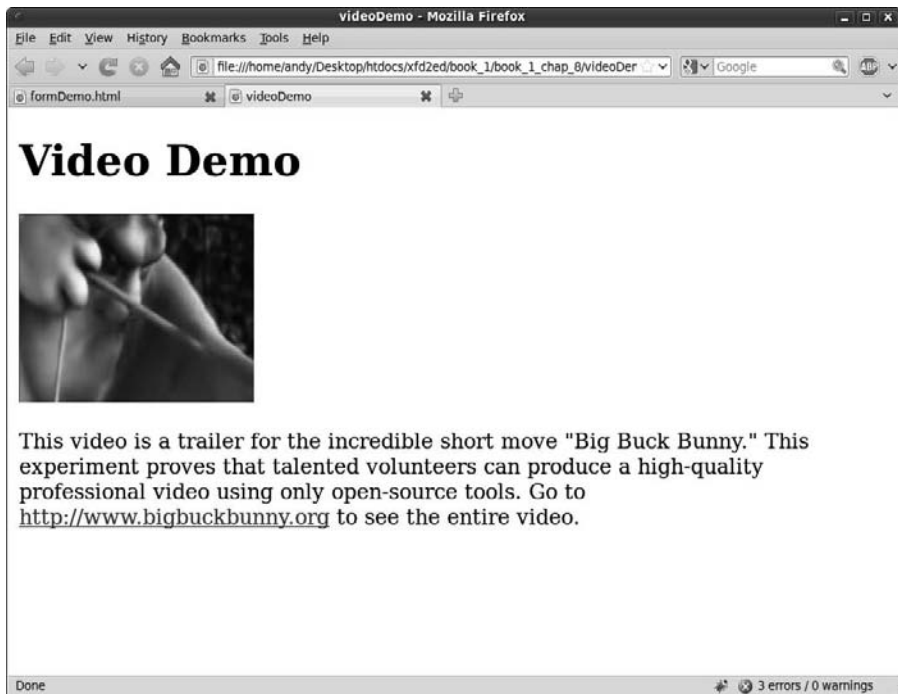 videoDemo - Mozilla Firefox
File Edit View History Bookmarks Tools Help
file:///home/andy/Desktop/htdocs/xfd2ed/book_1/book_1_chap_8/videoDer
Google
ABP
formDemo.html
videoDemo
Video Demo
This video is a trailer for the incredible short move "Big Buck Bunny." This
experiment proves that talented volunteers can produce a high-quality
professional video using only open-source tools. Go to
http://www.bigbuckbunny.org to see the entire video.
Done
3 errors / 0 warnings